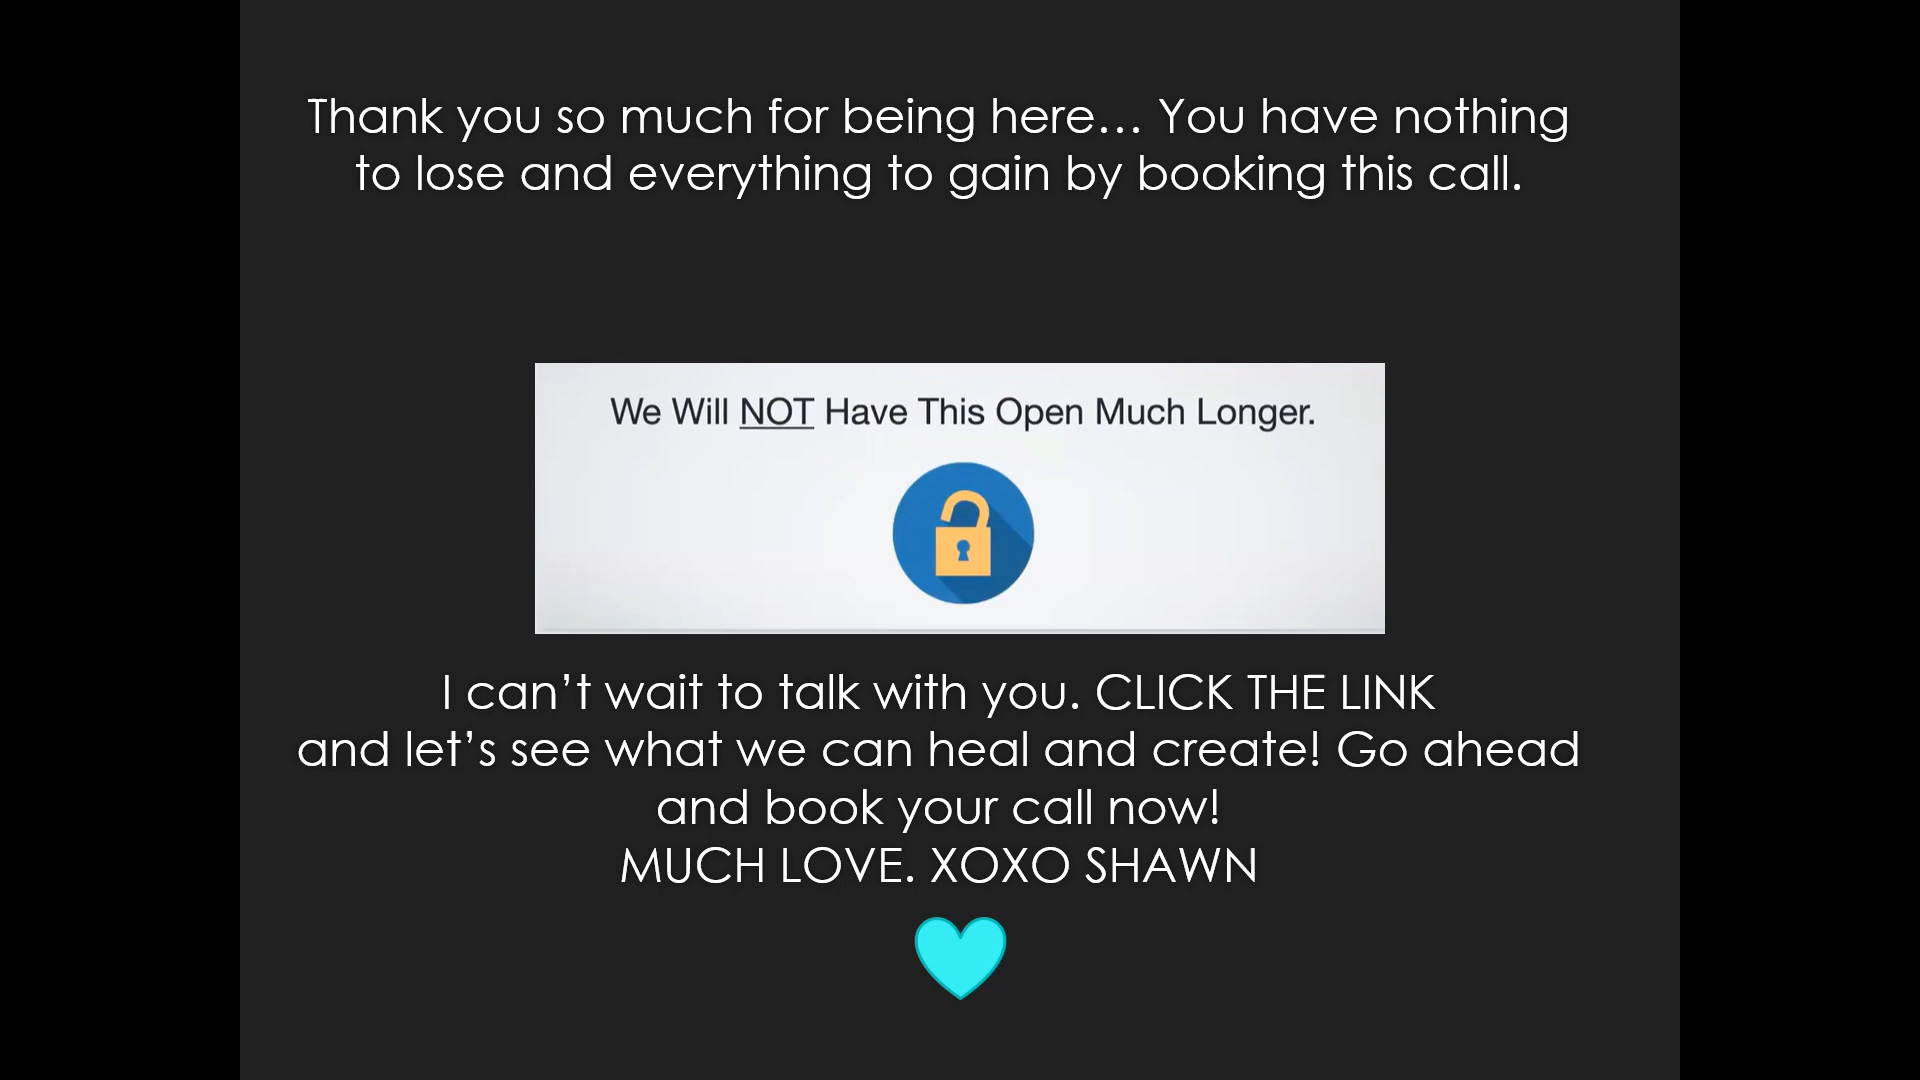 Thank you so much for being here… You have nothing
to lose and everything to gain by booking this call.
We Will NOT Have This Open Much Longer.
I can’t wait to talk with you. CLICK THE LINK
and let’s see what we can heal and create! Go ahead
and book your call now!
MUCH LOVE. XOXO SHAWN